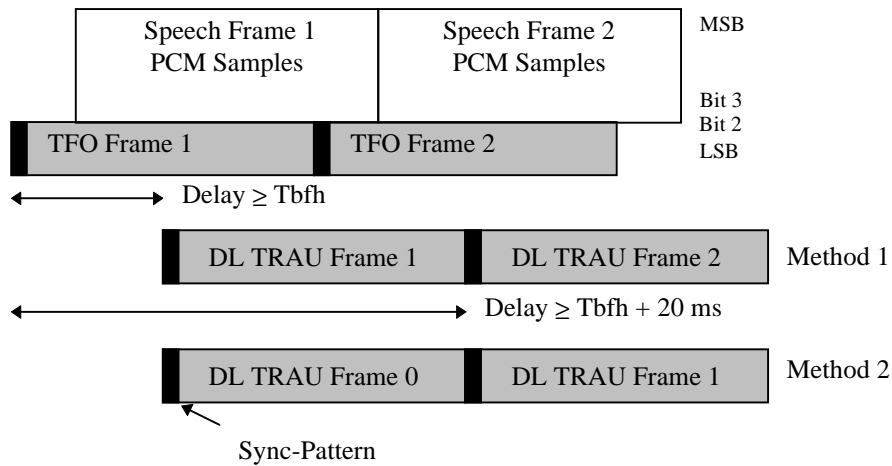 Speech Frame 1
PCM Samples
Speech Frame 2
PCM Samples
MSB
Bit 3
Bit 2
LSB
TFO Frame 1
TFO Frame 2
Delay ≥ Tbfh
DL TRAU Frame 1
DL TRAU Frame 2
Method 1
Delay ≥ Tbfh + 20 ms
DL TRAU Frame 0
DL TRAU Frame 1
Method 2
Sync-Pattern